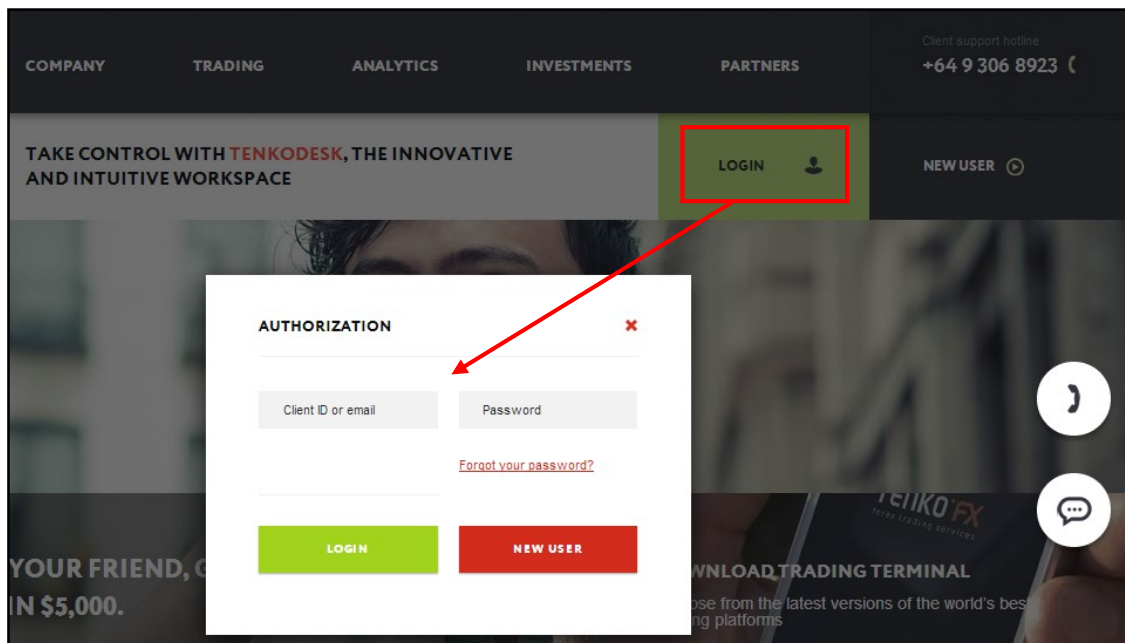 Client support hotline
COMPANY TRADING ANALYTICS INVESTMENTS PARTNERS +64 9 306 8923
TAKE CONTROL WITH TENKODESK, THE INNOVATIVE
AND INTUITIVE WORKSPACE
LOGIN
NEW USER
AUTHORIZATION
Client ID or email
Password
Forgot your password?
LOGIN
NEW USER
TENKO FX
forex trading services
YOUR FRIEND, G
IN $5,000.
WNLOAD TRADING TERMINAL
ose from the latest versions of the world's bes
ng platforms